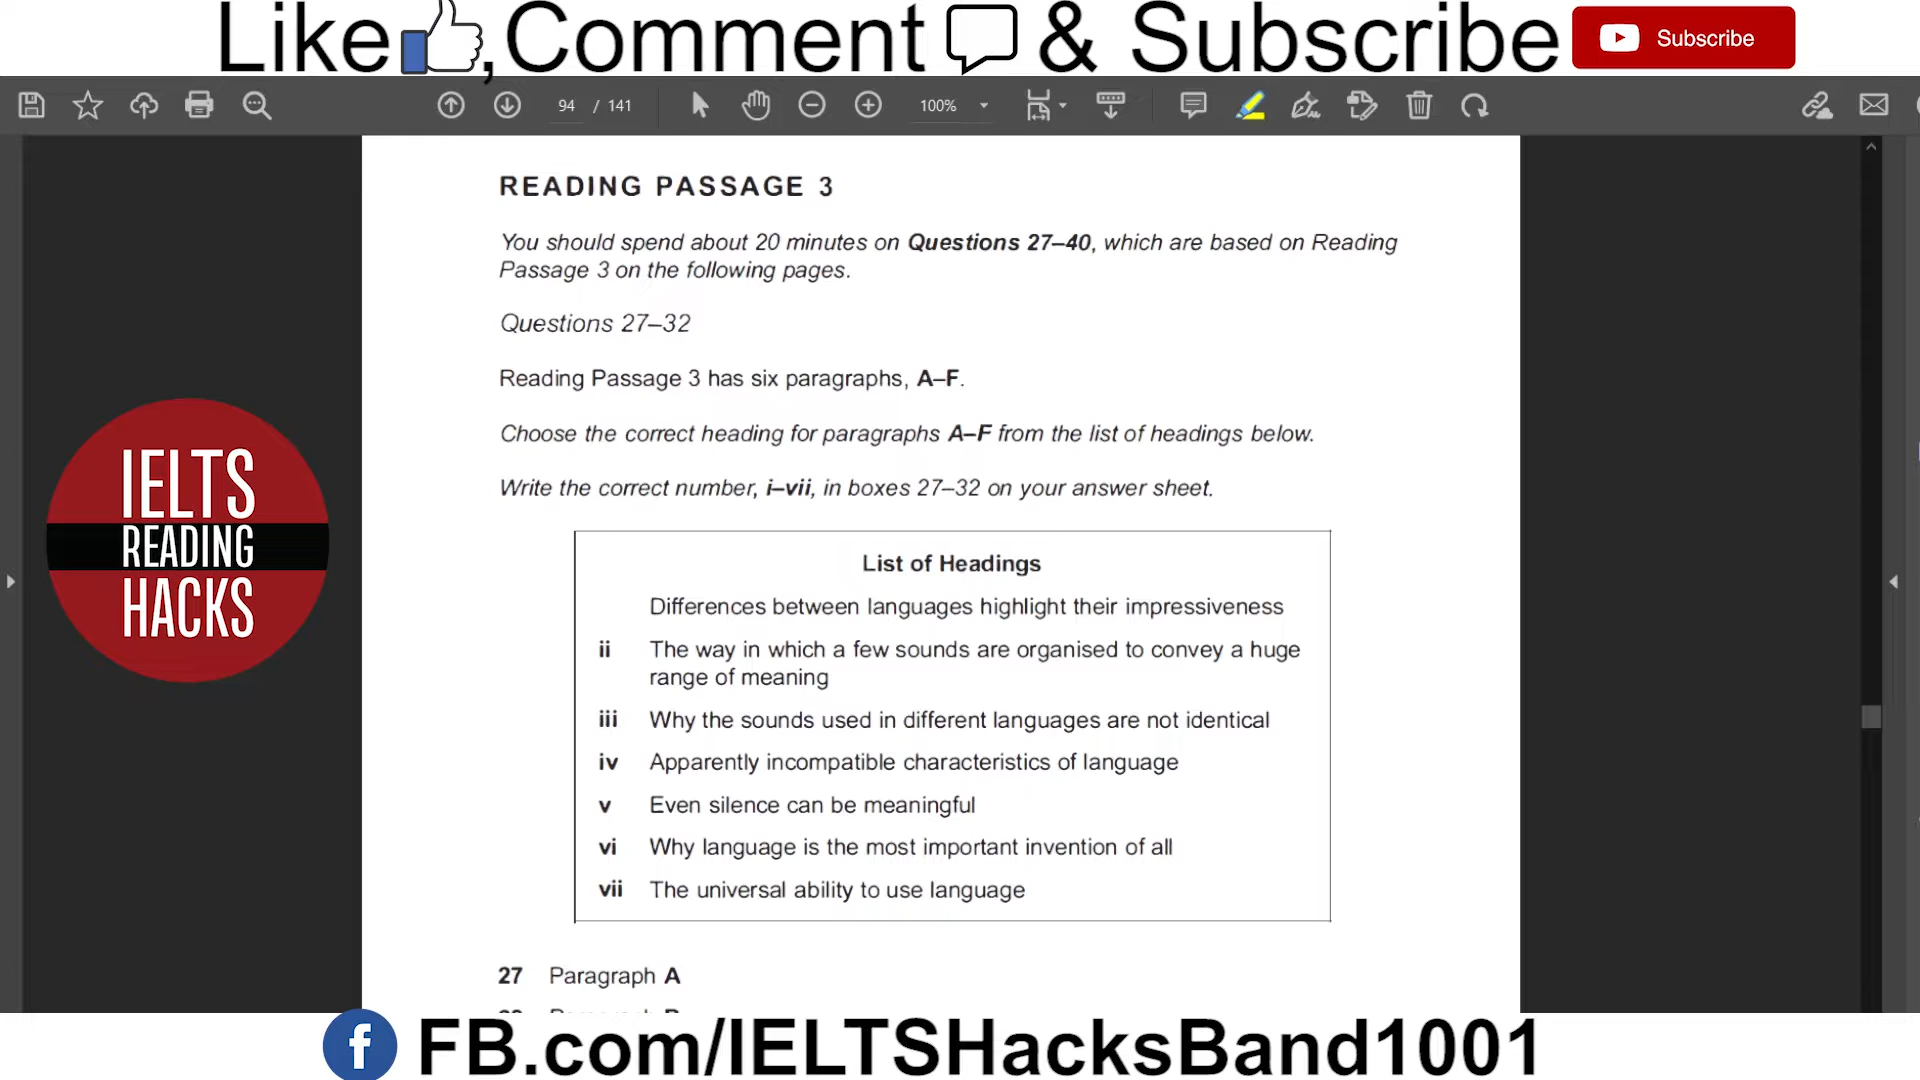 Like, Comment & Subscribe
Subscribe
94 / 141
100%
READING PASSAGE 3
You should spend about 20 minutes on Questions 27–40, which are based on Reading
Passage 3 on the following pages.
Questions 27–32
Reading Passage 3 has six paragraphs, A–F.
Choose the correct heading for paragraphs A–F from the list of headings below.
Write the correct number, i–vii, in boxes 27–32 on your answer sheet.
IELTS
READING
HACKS
List of Headings
Differences between languages highlight their impressiveness
ii The way in which a few sounds are organised to convey a huge
range of meaning
iii Why the sounds used in different languages are not identical
iv Apparently incompatible characteristics of language
v Even silence can be meaningful
vi Why language is the most important invention of all
vii The universal ability to use language
27 Paragraph A
FB.com/IELTSHacksBand1001